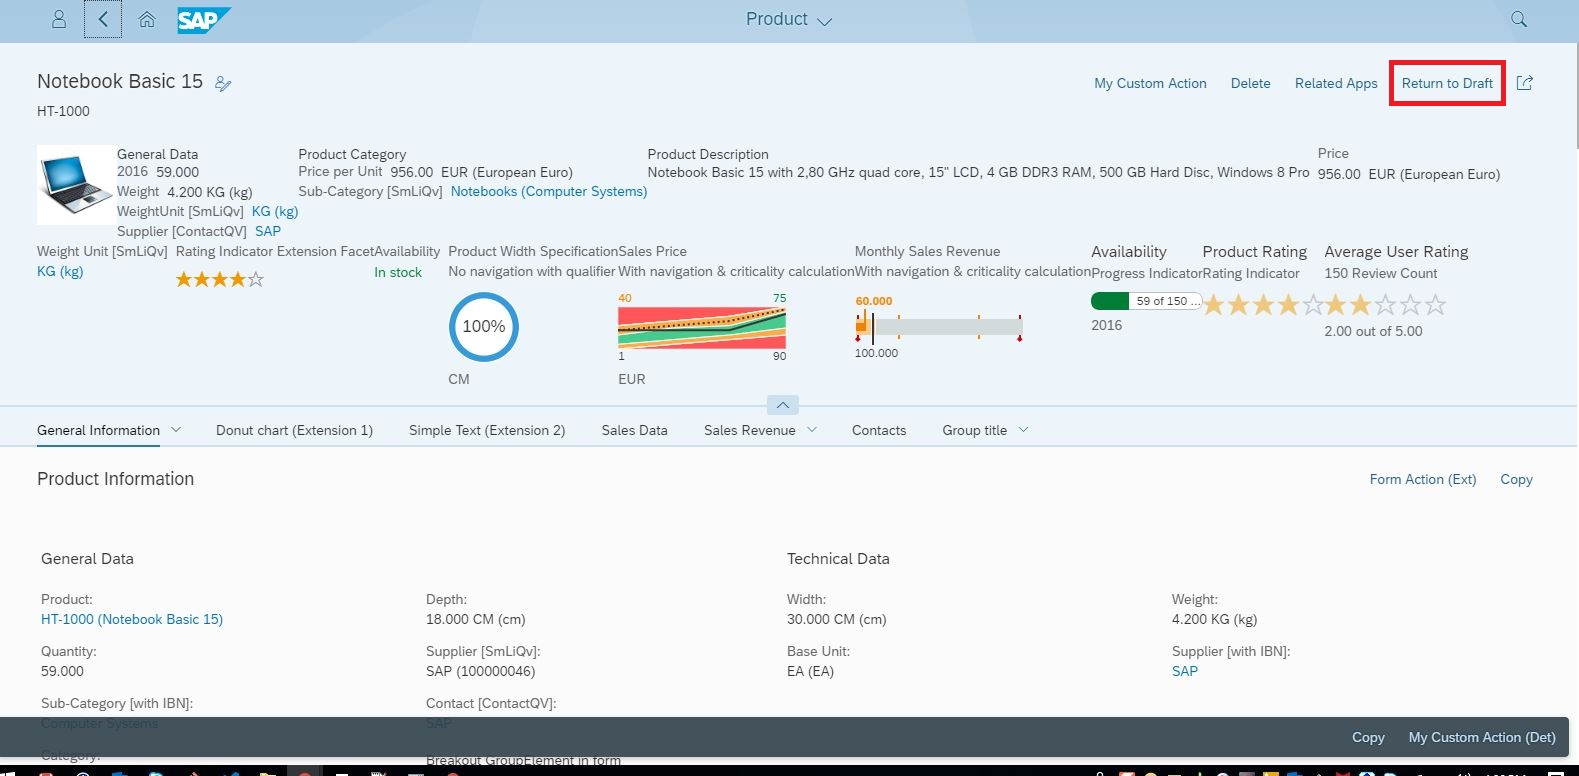 SAP
Product
Notebook Basic 15
My Custom Action Delete Related Apps Return to Draft
HT-1000
General Data
2016 59.000
Weight 4.200 KG (kg)
WeightUnit [SmLiQv] KG (kg)
Supplier [ContactQV] SAP
Product Category
Price per Unit 956.00 EUR (European Euro)
Sub-Category [SmLiQv] Notebooks (Computer Systems)
Product Description
Notebook Basic 15 with 2,80 GHz quad core, 15" LCD, 4 GB DDR3 RAM, 500 GB Hard Disc, Windows 8 Pro
Price
956.00 EUR (European Euro)
Weight Unit [SmLiQv]
KG (kg)
Rating Indicator Extension Facet
Availability
In stock
Product Width Specification
No navigation with qualifier
100%
CM
Sales Price
With navigation & criticality calculation
40 75
1 90
EUR
Monthly Sales Revenue
With navigation & criticality calculation
60.000
100.000
Availability
Progress Indicator
59 of 150 ...
2016
Product Rating
Rating Indicator
Average User Rating
150 Review Count
2.00 out of 5.00
General Information Donut chart (Extension 1) Simple Text (Extension 2) Sales Data Sales Revenue Contacts Group title
Product Information
Form Action (Ext) Copy
General Data
Technical Data
Product:
HT-1000 (Notebook Basic 15)
Depth:
18.000 CM (cm)
Width:
30.000 CM (cm)
Weight:
4.200 KG (kg)
Quantity:
59.000
Supplier [SmLiQv]:
SAP (100000046)
Base Unit:
EA (EA)
Supplier [with IBN]:
SAP
Sub-Category [with IBN]:
Computer Systems
Contact [ContactQV]:
SAP
Category:
Breakout GroupElement in form
Copy My Custom Action (Det)